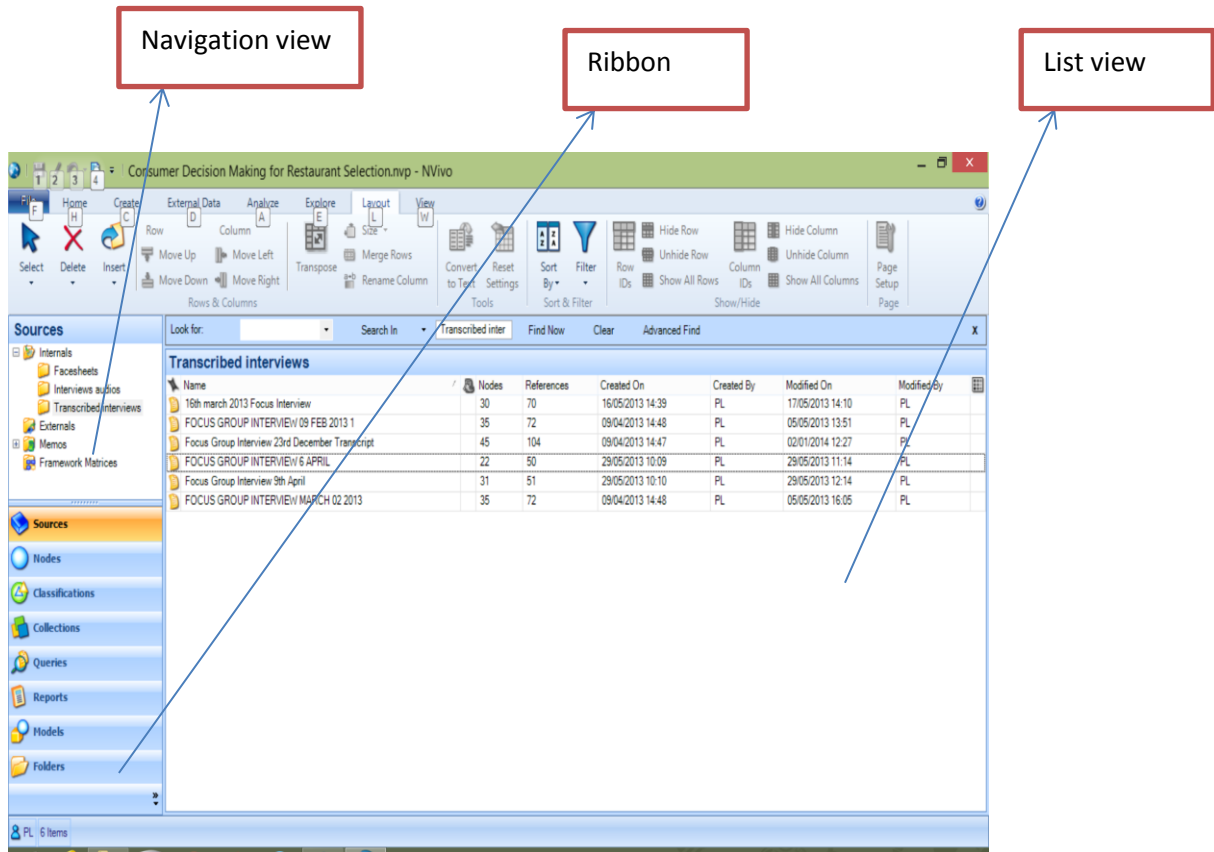 Navigation view
Ribbon
List view
1 2 3 4 Consumer Decision Making for Restaurant Selection.nvp - NVivo
Home Create External Data Analyze Explore Layout View
F H C D A E L W
Row Column Size Hide Row Hide Column
Move Up Move Left Merge Rows Unhide Row Unhide Column
Select Delete Insert Transpose Convert to Text Reset Settings Sort By Filter Row IDs Column IDs Page Setup
Move Down Move Right Rename Column Show All Rows Show All Columns
Rows & Columns Tools Sort & Filter Show/Hide Page
Sources
Look for: Search In Transcribed inter Find Now Clear Advanced Find X
Internals
Facesheets
Interviews audios
Transcribed interviews
Externals
Memos
Framework Matrices
Transcribed interviews
Name Nodes References Created On Created By Modified On Modified By
16th march 2013 Focus Interview 30 70 16/05/2013 14:39 PL 17/05/2013 14:10 PL
FOCUS GROUP INTERVIEW 09 FEB 2013 1 35 72 09/04/2013 14:48 PL 05/05/2013 13:51 PL
Focus Group Interview 23rd December Transcript 45 104 09/04/2013 14:47 PL 02/01/2014 12:27 PL
FOCUS GROUP INTERVIEW 6 APRIL 22 50 29/05/2013 10:09 PL 29/05/2013 11:14 PL
Focus Group Interview 9th April 31 51 29/05/2013 10:10 PL 29/05/2013 12:14 PL
FOCUS GROUP INTERVIEW MARCH 02 2013 35 72 09/04/2013 14:48 PL 05/05/2013 16:05 PL
Sources
Nodes
Classifications
Collections
Queries
Reports
Models
Folders
PL 6 Items